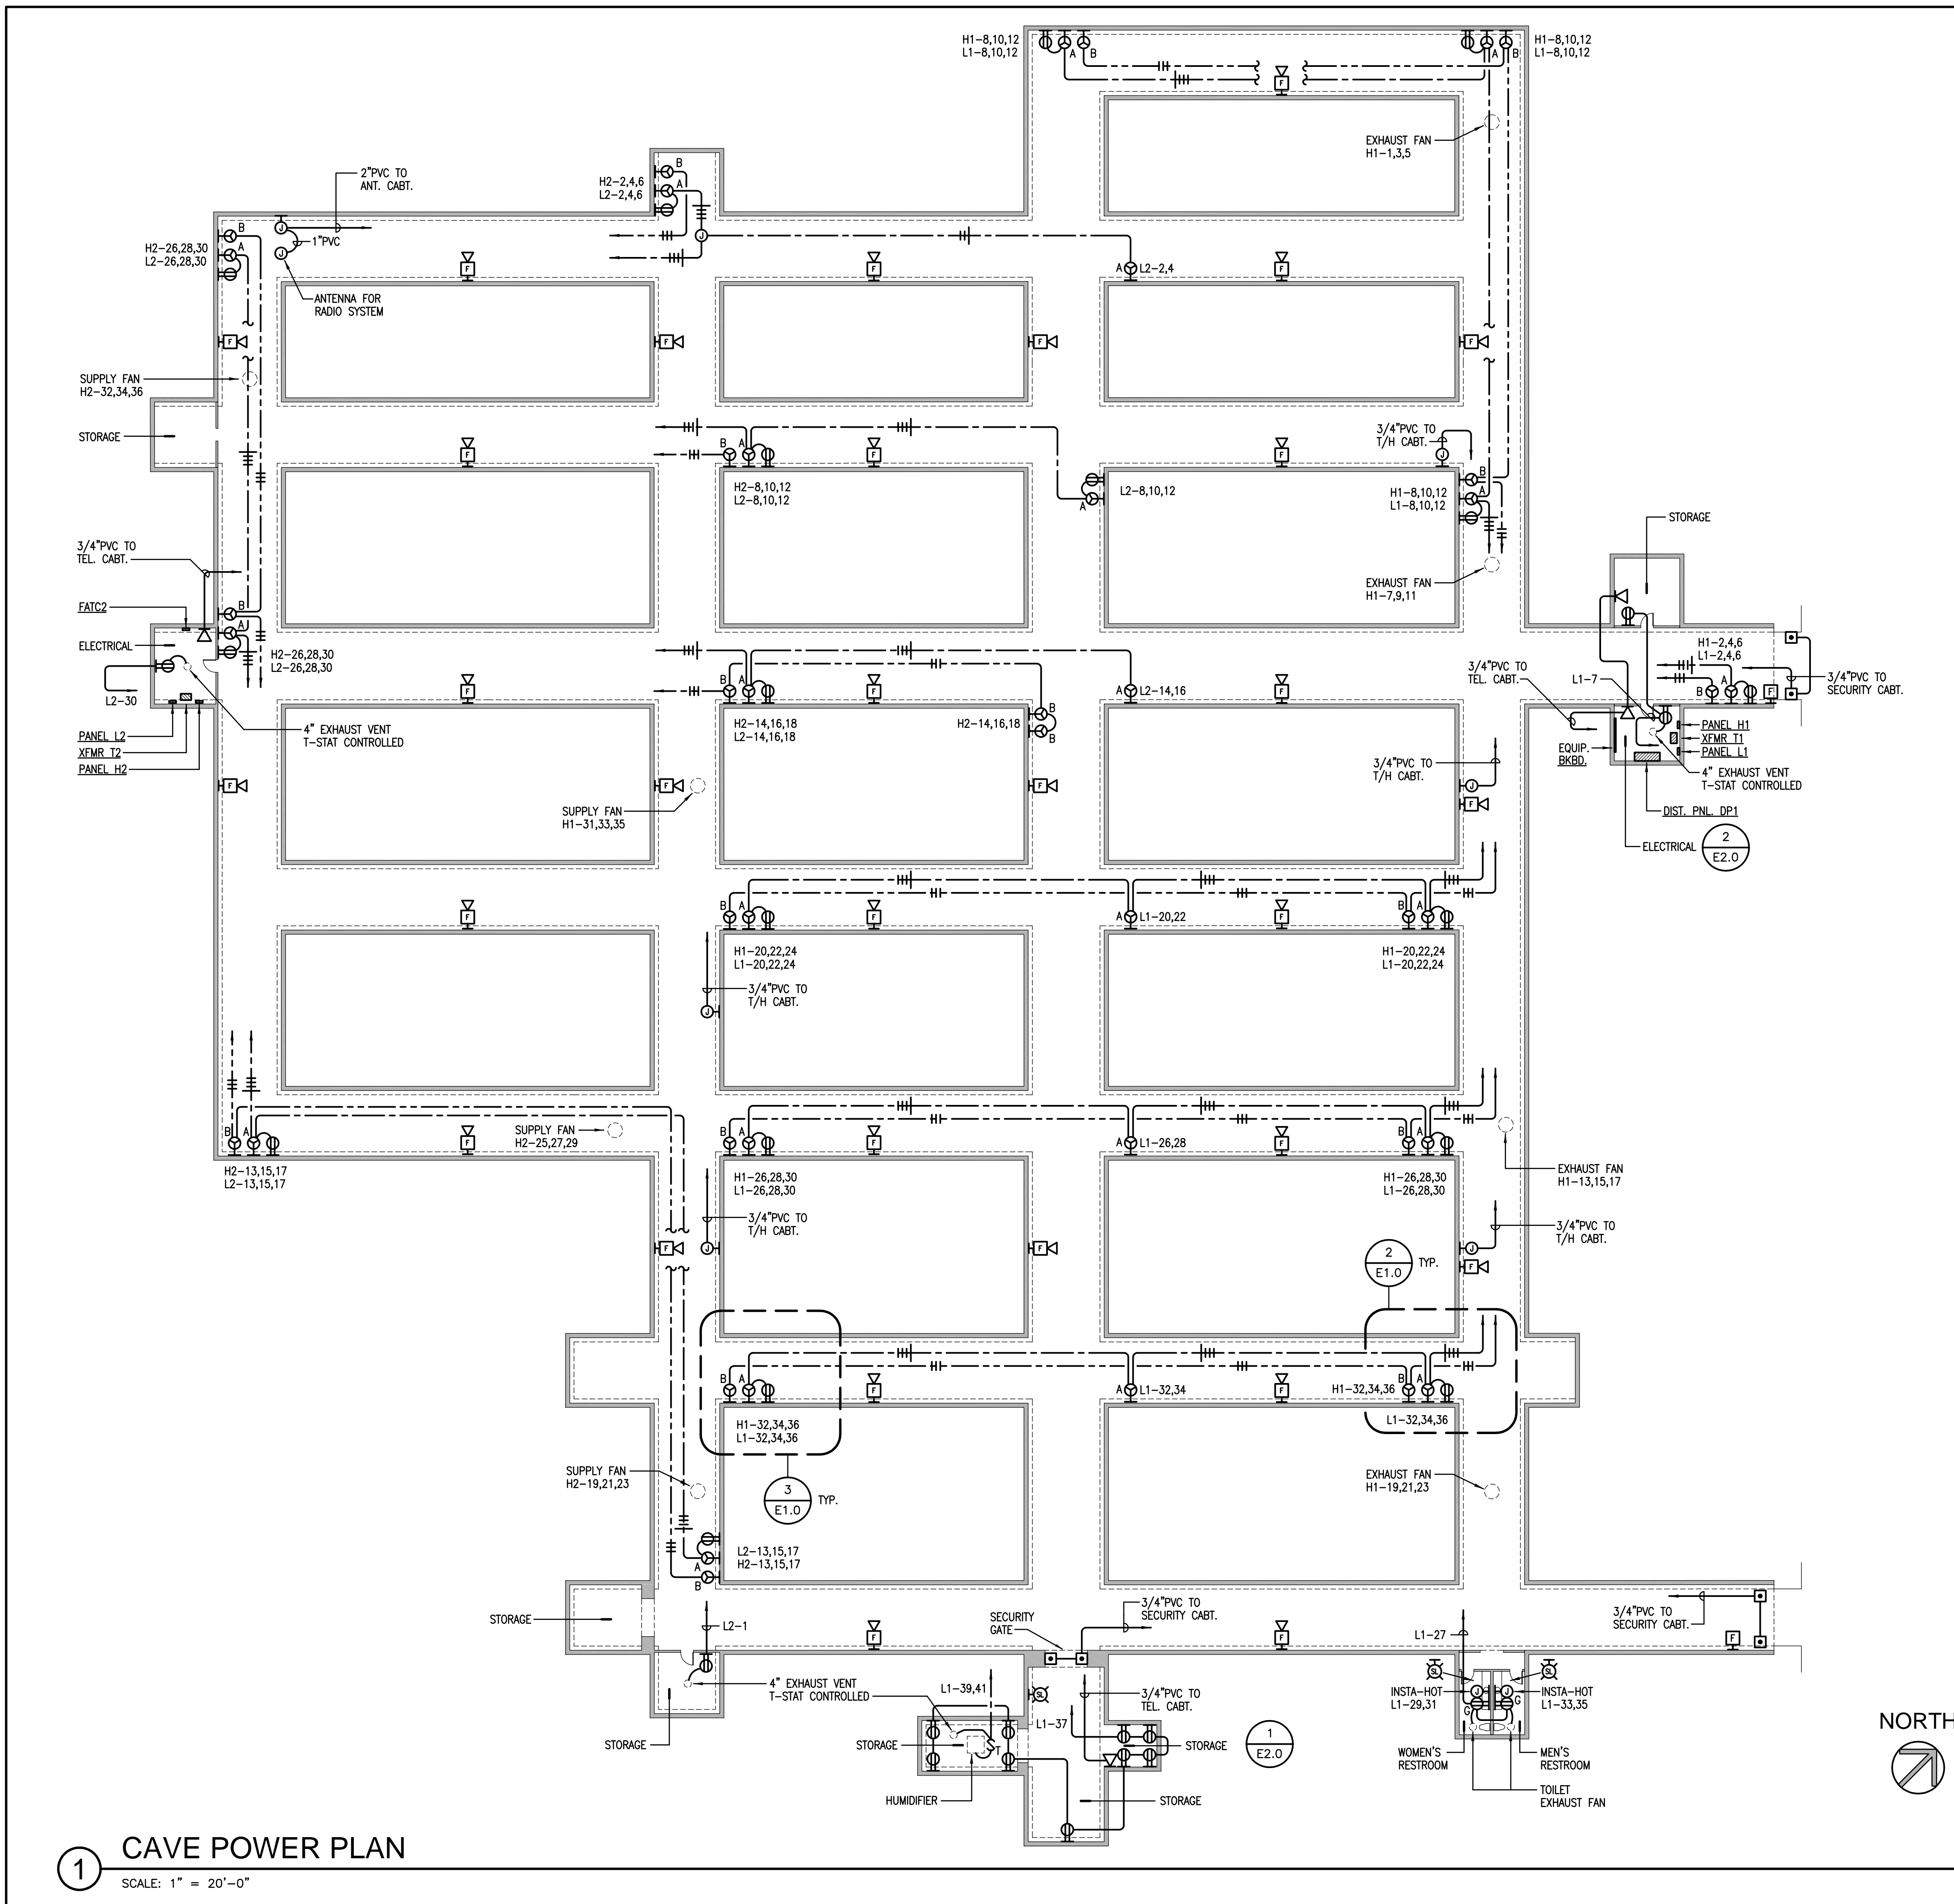 H1-8,10,12
L1-8,10,12
A
B
H1-8,10,12
L1-8,10,12
A
B
F
EXHAUST FAN
H1-1,3,5
2"PVC TO
ANT. CABT.
H2-2,4,6
L2-2,4,6
B
A
J
J
1"PVC
J
H2-26,28,30
L2-26,28,30
B
A
A
L2-2,4
F
F
F
ANTENNA FOR
RADIO SYSTEM
F
F
F
F
SUPPLY FAN
H2-32,34,36
STORAGE
B
A
F
F
F
3/4"PVC TO
T/H CABT.
J
H2-8,10,12
L2-8,10,12
A
L2-8,10,12
H1-8,10,12
L1-8,10,12
B
A
STORAGE
3/4"PVC TO
TEL. CABT.
EXHAUST FAN
H1-7,9,11
FATC2
ELECTRICAL
B
A
H2-26,28,30
L2-26,28,30
L2-30
PANEL L2
XFMR T2
PANEL H2
4" EXHAUST VENT
T-STAT CONTROLLED
F
B
A
F
A
L2-14,16
F
H2-14,16,18
L2-14,16,18
H2-14,16,18
B
B
H1-2,4,6
L1-2,4,6
B
A
F
3/4"PVC TO
SECURITY CABT.
3/4"PVC TO
TEL. CABT.
L1-7
PANEL H1
XFMR T1
PANEL L1
EQUIP.
BKBD.
4" EXHAUST VENT
T-STAT CONTROLLED
DIST. PNL. DP1
ELECTRICAL
2
E2.0
F
F
F
SUPPLY FAN
H1-31,33,35
3/4"PVC TO
T/H CABT.
J
F
F
B
A
F
A
L1-20,22
F
B
A
H1-20,22,24
L1-20,22,24
H1-20,22,24
L1-20,22,24
3/4"PVC TO
T/H CABT.
J
B
A
H2-13,15,17
L2-13,15,17
SUPPLY FAN
H2-25,27,29
F
B
A
F
A
L1-26,28
F
B
A
H1-26,28,30
L1-26,28,30
H1-26,28,30
L1-26,28,30
EXHAUST FAN
H1-13,15,17
3/4"PVC TO
T/H CABT.
J
F
F
J
F
3/4"PVC TO
T/H CABT.
2
E1.0
TYP.
B
A
F
A
L1-32,34
F
H1-32,34,36
B
A
H1-32,34,36
L1-32,34,36
L1-32,34,36
SUPPLY FAN
H2-19,21,23
3
E1.0
TYP.
EXHAUST FAN
H1-19,21,23
A
B
L2-13,15,17
H2-13,15,17
STORAGE
L2-1
F
SECURITY
GATE
3/4"PVC TO
SECURITY CABT.
F
L1-27
3/4"PVC TO
SECURITY CABT.
F
4" EXHAUST VENT
T-STAT CONTROLLED
L1-39,41
SL
3/4"PVC TO
TEL. CABT.
L1-37
SL
SL
INSTA-HOT
L1-29,31
J
J
G
G
INSTA-HOT
L1-33,35
STORAGE
STORAGE
T
STORAGE
1
E2.0
WOMEN'S
RESTROOM
MEN'S
RESTROOM
TOILET
EXHAUST FAN
HUMIDIFIER
STORAGE
NORTH
1
CAVE POWER PLAN
SCALE: 1" = 20'-0"